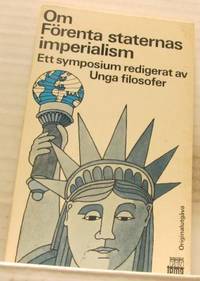 Om
Förenta staternas
imperialism
Ett symposium redigerat av
Unga filosofer
Originalutgåva